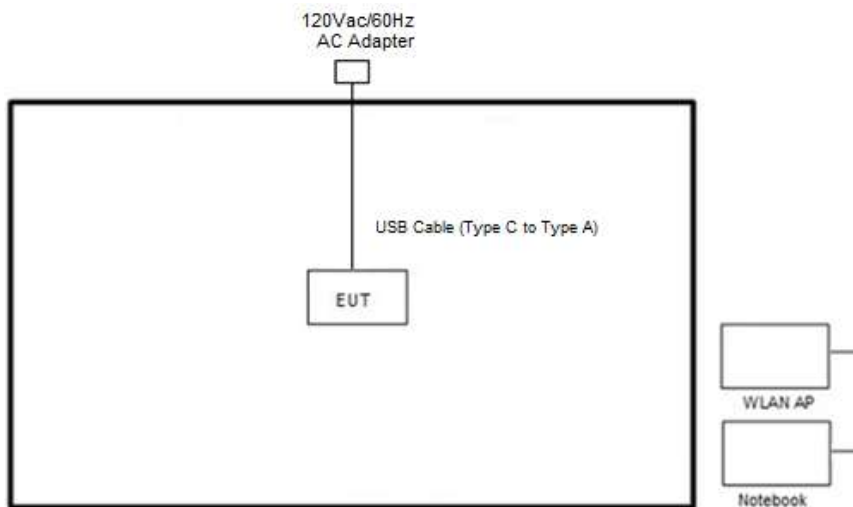 120Vac/60Hz
AC Adapter
USB Cable (Type C to Type A)
EUT
WLAN AP
Notebook